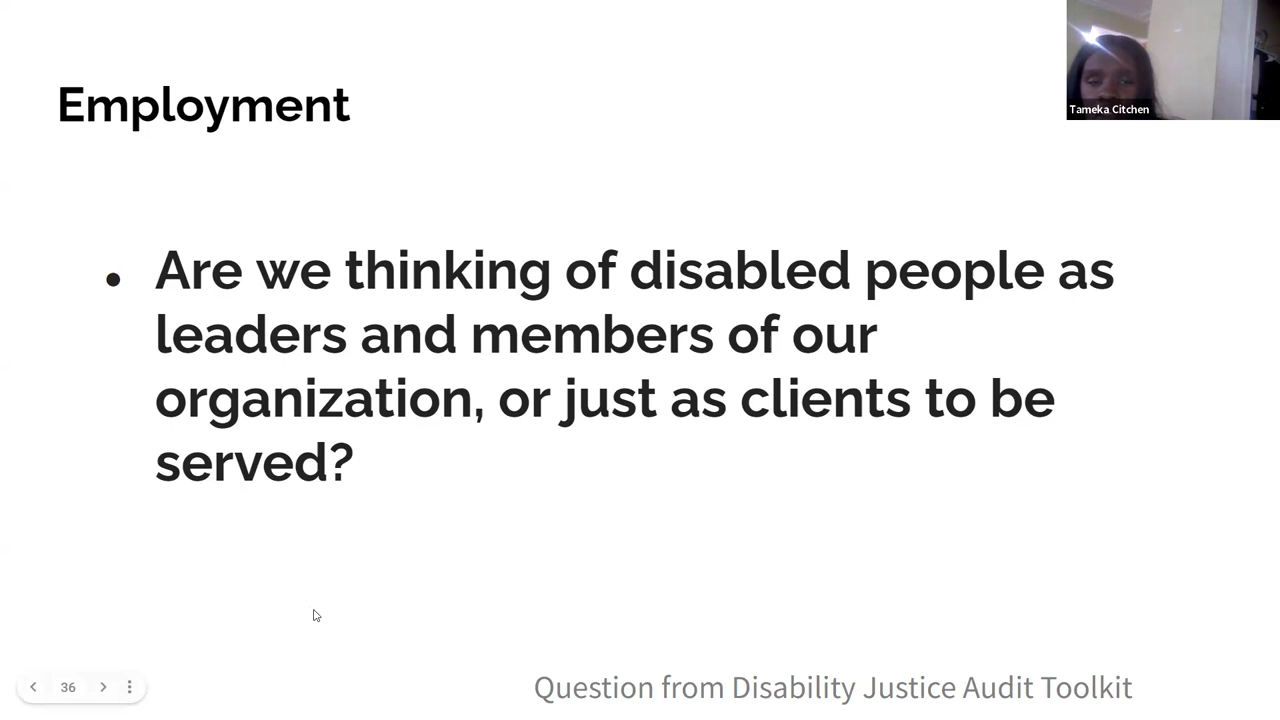 Tameka Citchen
Employment
• Are we thinking of disabled people as
leaders and members of our
organization, or just as clients to be
served?
36
Question from Disability Justice Audit Toolkit